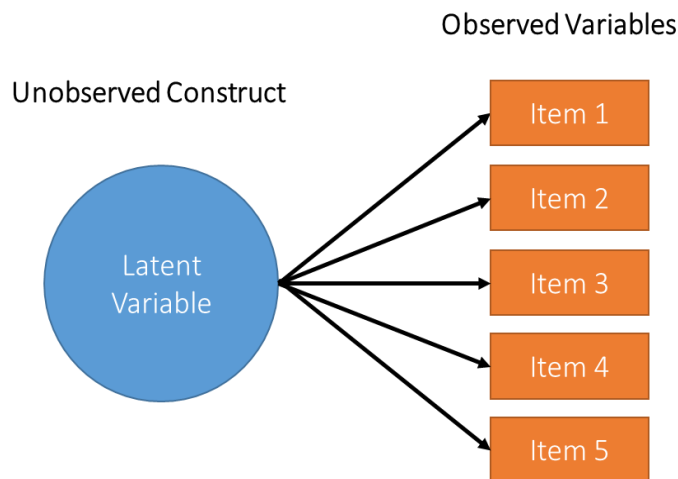 Observed Variables
Unobserved Construct
Item 1
Item 2
Latent
Variable
Item 3
Item 4
Item 5